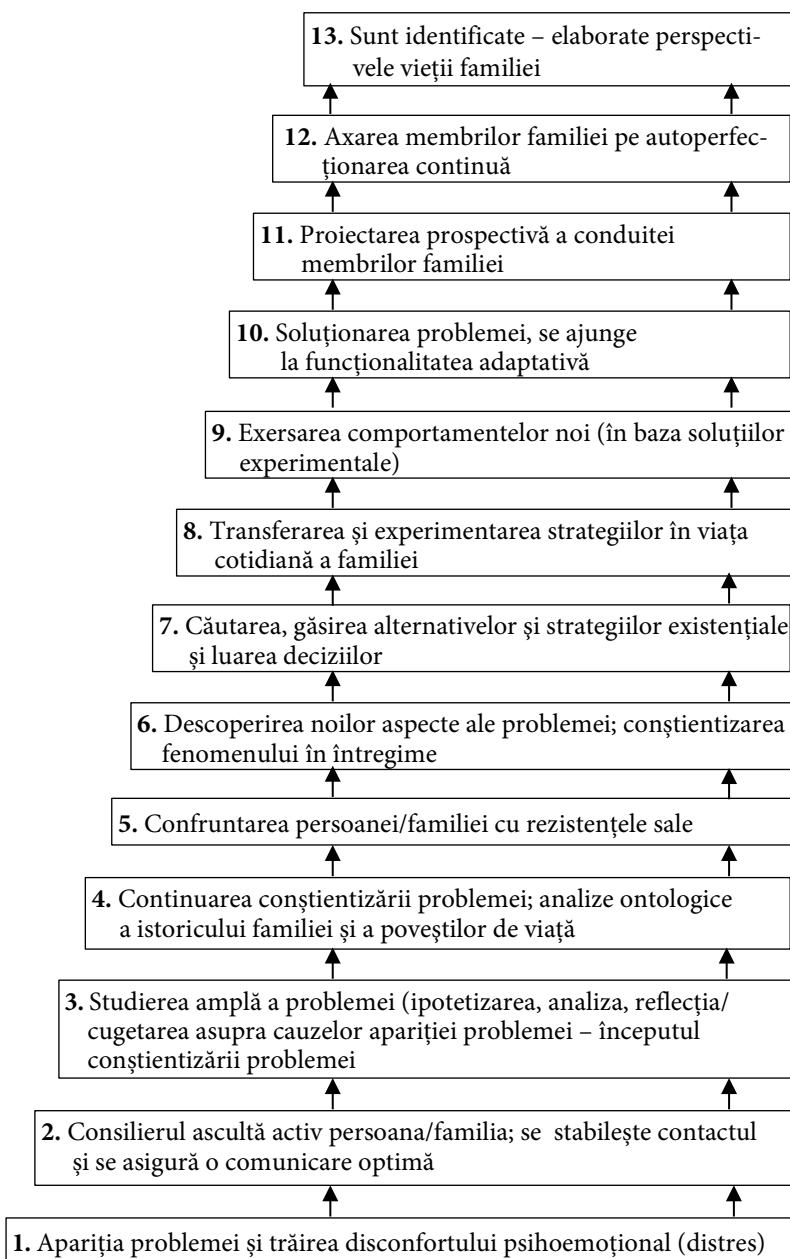 13. Sunt identificate – elaborate perspecti-
vele vieții familiei
12. Axarea membrilor familiei pe autoperfec-
ționarea continuă
11. Proiectarea prospectivă a conduitei
membrilor familiei
10. Soluționarea problemei, se ajunge
la funcționalitatea adaptativă
9. Exersarea comportamentelor noi (în baza soluțiilor
experimentale)
8. Transferarea și experimentarea strategiilor în viața
cotidiană a familiei
7. Căutarea, găsirea alternativelor și strategiilor existențiale
și luarea deciziilor
6. Descoperirea noilor aspecte ale problemei; conștientizarea
fenomenului în întregime
5. Confruntarea persoanei/familiei cu rezistențele sale
4. Continuarea conștientizării problemei; analize ontologice
a istoricului familiei și a poveștilor de viață
3. Studierea amplă a problemei (ipotetizarea, analiza, reflecția/
cugetarea asupra cauzelor apariției problemei – începutul
conștientizării problemei
2. Consilierul ascultă activ persoana/familia; se stabilește contactul
și se asigură o comunicare optimă
1. Apariția problemei și trăirea disconfortului psihoemoțional (distres)